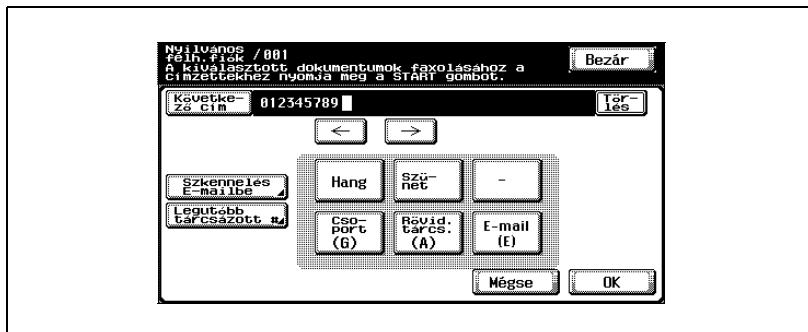 Nyilvános
félh.fiók /001
A kiválasztott dokumentumok faxolásához a
címzettekhez nyomja meg a START gombot.
Bezár
Követke-
ző cím
012345789
Tör-
lés
← →
Szkennelés
E-mailbe
Hang
Szü-
net
-
Legutóbb
tárcsázott #
Cso-
port
(G)
Rövid.
tárcs.
(A)
E-mail
(E)
Mégse
OK